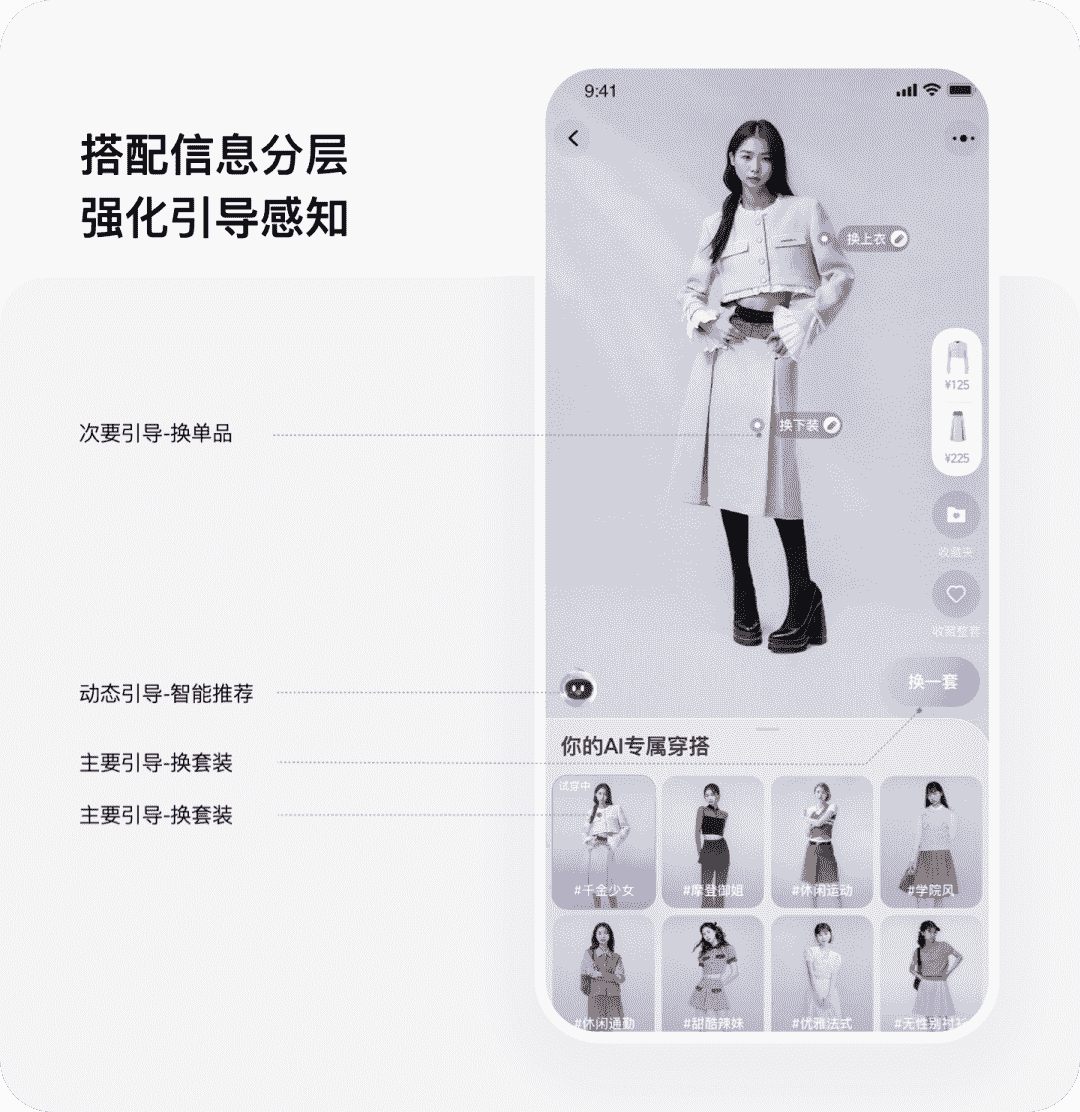 搭配信息分层
强化引导感知
次要引导-换单品
动态引导-智能推荐
主要引导-换套装
主要引导-换套装
9:41
换上衣
¥125
换下装
¥225
收藏夹
收藏整套
换一套
你的AI专属穿搭
试穿中
#千金少女
#摩登御姐
#休闲运动
#学院风
#休闲通勤
#甜酷辣妹
#优雅法式
#无性别衬衫